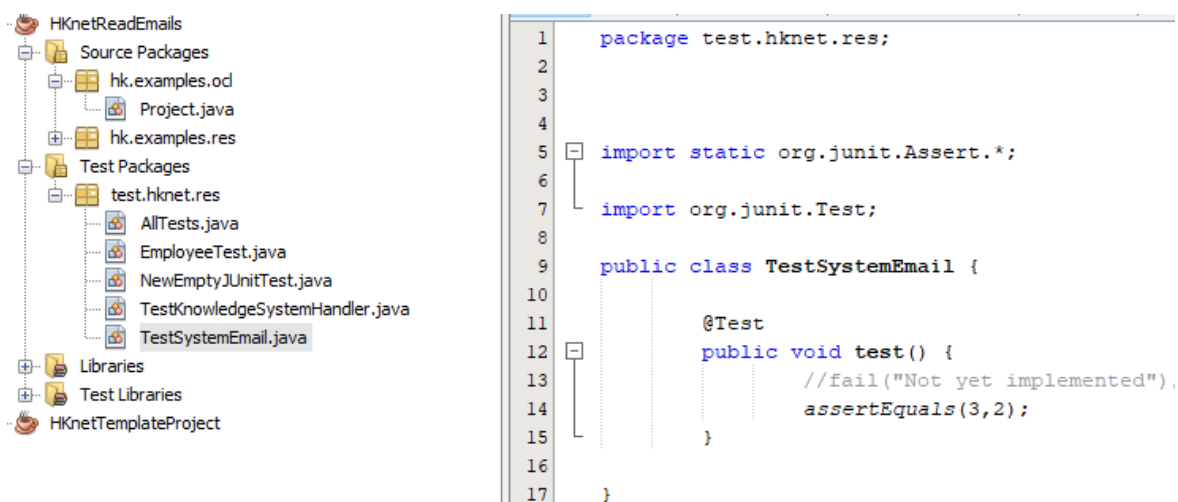 HKnetReadEmails
Source Packages
hk.examples.ocl
Project.java
hk.examples.res
Test Packages
test.hknet.res
AllTests.java
EmployeeTest.java
NewEmptyJUnitTest.java
TestKnowledgeSystemHandler.java
TestSystemEmail.java
Libraries
Test Libraries
HKnetTemplateProject
1 package test.hknet.res;
2
3
4
5 import static org.junit.Assert.*;
6
7 import org.junit.Test;
8
9 public class TestSystemEmail {
10
11 @Test
12 public void test() {
13 //fail("Not yet implemented")
14 assertEquals(3,2);
15 }
16
17 }